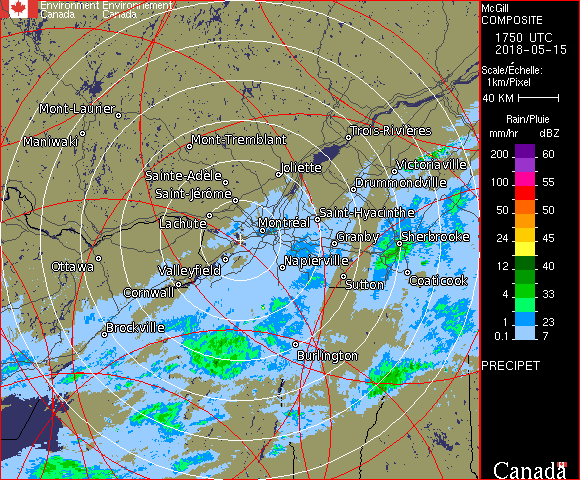 Environment Environnement
Canada Canada
McGill
COMPOSITE
1750 UTC
2018-05-15
Scale/Échelle:
1km/Pixel
40 KM
Rain/Pluie
mm/hr dBZ
200 60
100 55
50 50
24 45
12 40
4 33
1 23
0.1 7
PRECIPET
Mont-Laurier
Maniwaki
Mont-Tremblant
Trois-Rivières
Sainte-Adèle
Joliette
Victoriaville
Saint-Jérôme
Drummondville
Lachute
Montréal
Saint-Hyacinthe
Granby
Sherbrooke
Ottawa
Valleyfield
Napierville
Cornwall
Sutton
Coaticook
Brockville
Burlington
Canada